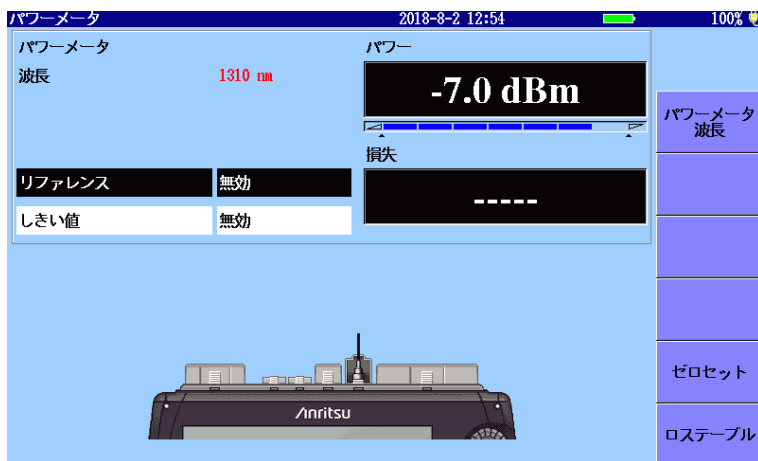 パワーメータ 2018-8-2 12:54 100%
パワーメータ
波長 1310 nm
パワー
-7.0 dBm
損失
-----
リファレンス 無効
しきい値 無効
パワーメータ
波長
ゼロセット
ロステーブル
Anritsu